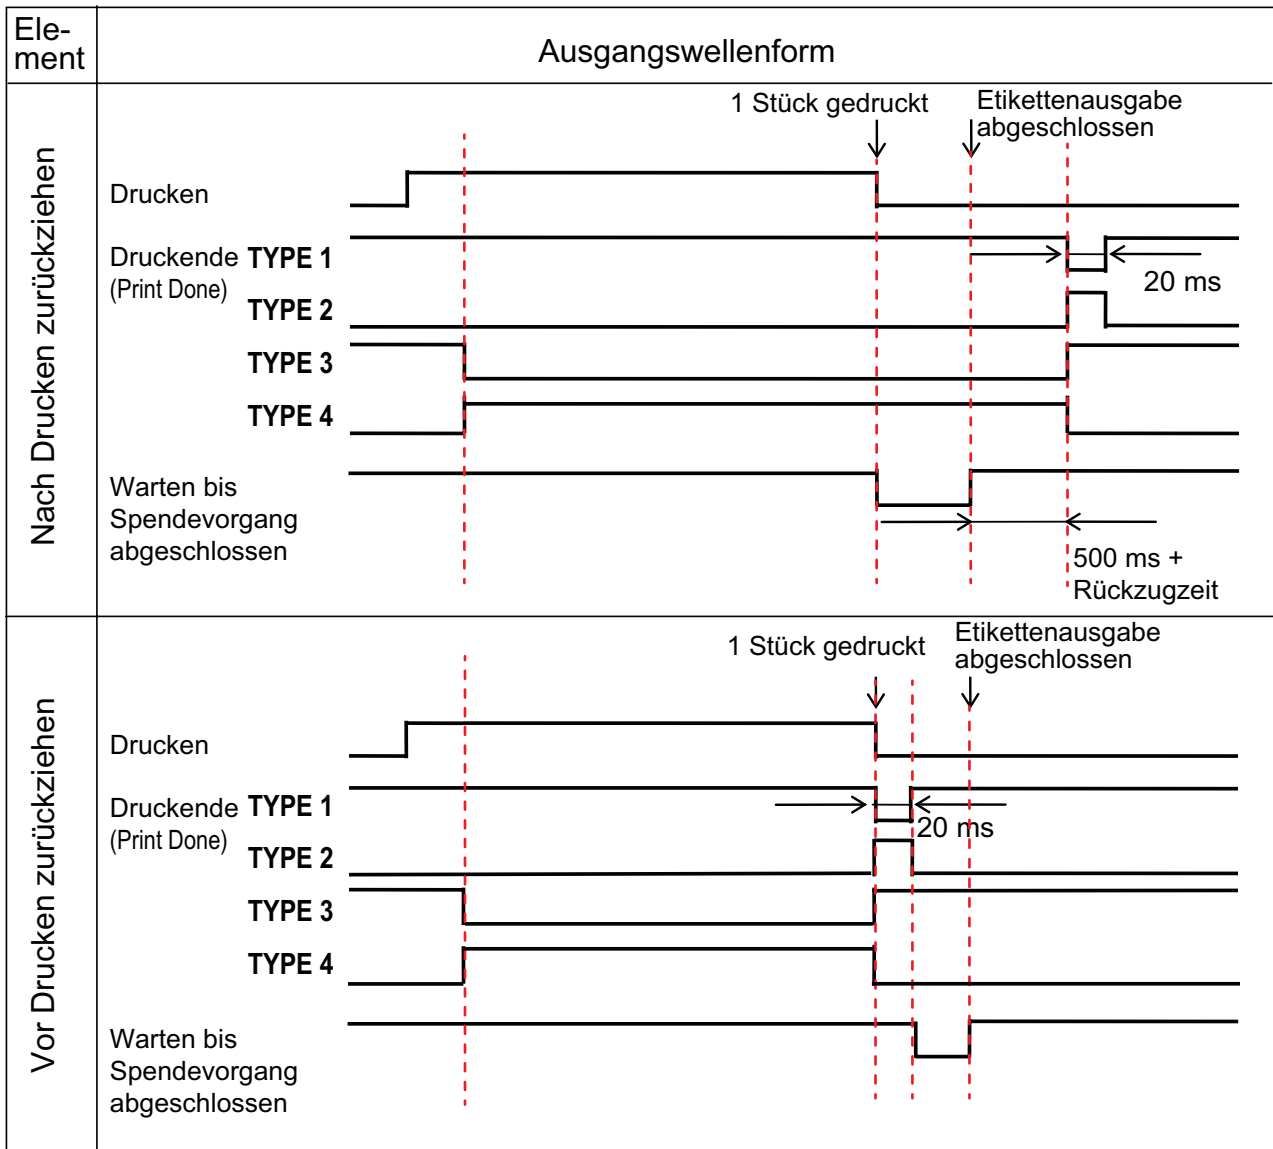 Ele-
ment
Ausgangswellenform
Nach Drucken zurückziehen
1 Stück gedruckt
Etikettenausgabe
abgeschlossen
Drucken
Druckende TYPE 1
(Print Done)
20 ms
TYPE 2
TYPE 3
TYPE 4
Warten bis
Spendevorgang
abgeschlossen
500 ms +
Rückzugzeit
Vor Drucken zurückziehen
1 Stück gedruckt
Etikettenausgabe
abgeschlossen
Drucken
Druckende TYPE 1
(Print Done)
20 ms
TYPE 2
TYPE 3
TYPE 4
Warten bis
Spendevorgang
abgeschlossen